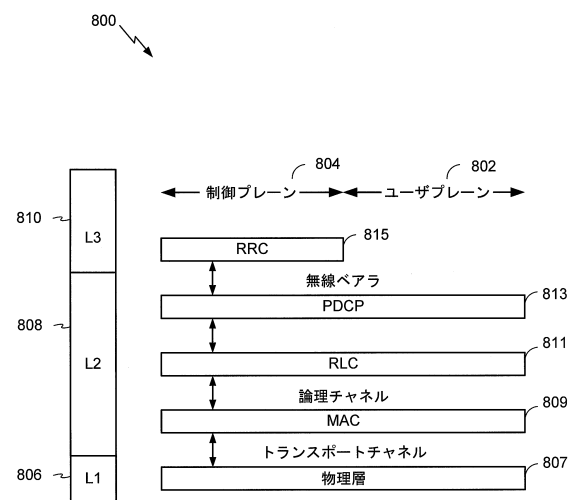 800
804
802
制御プレーン
ユーザプレーン
810
L3
RRC
815
無線ベアラ
PDCP
813
808
L2
RLC
811
論理チャネル
MAC
809
トランスポートチャネル
806
L1
物理層
807